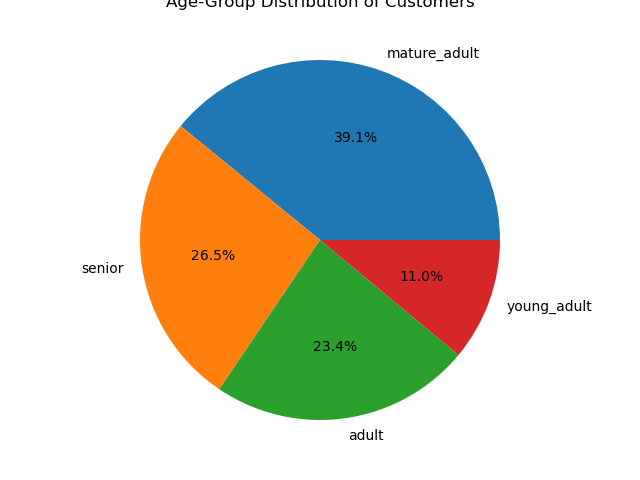 Age-Group Distribution of Customers
mature_adult
39.1%
senior
26.5%
11.0%
young_adult
23.4%
adult